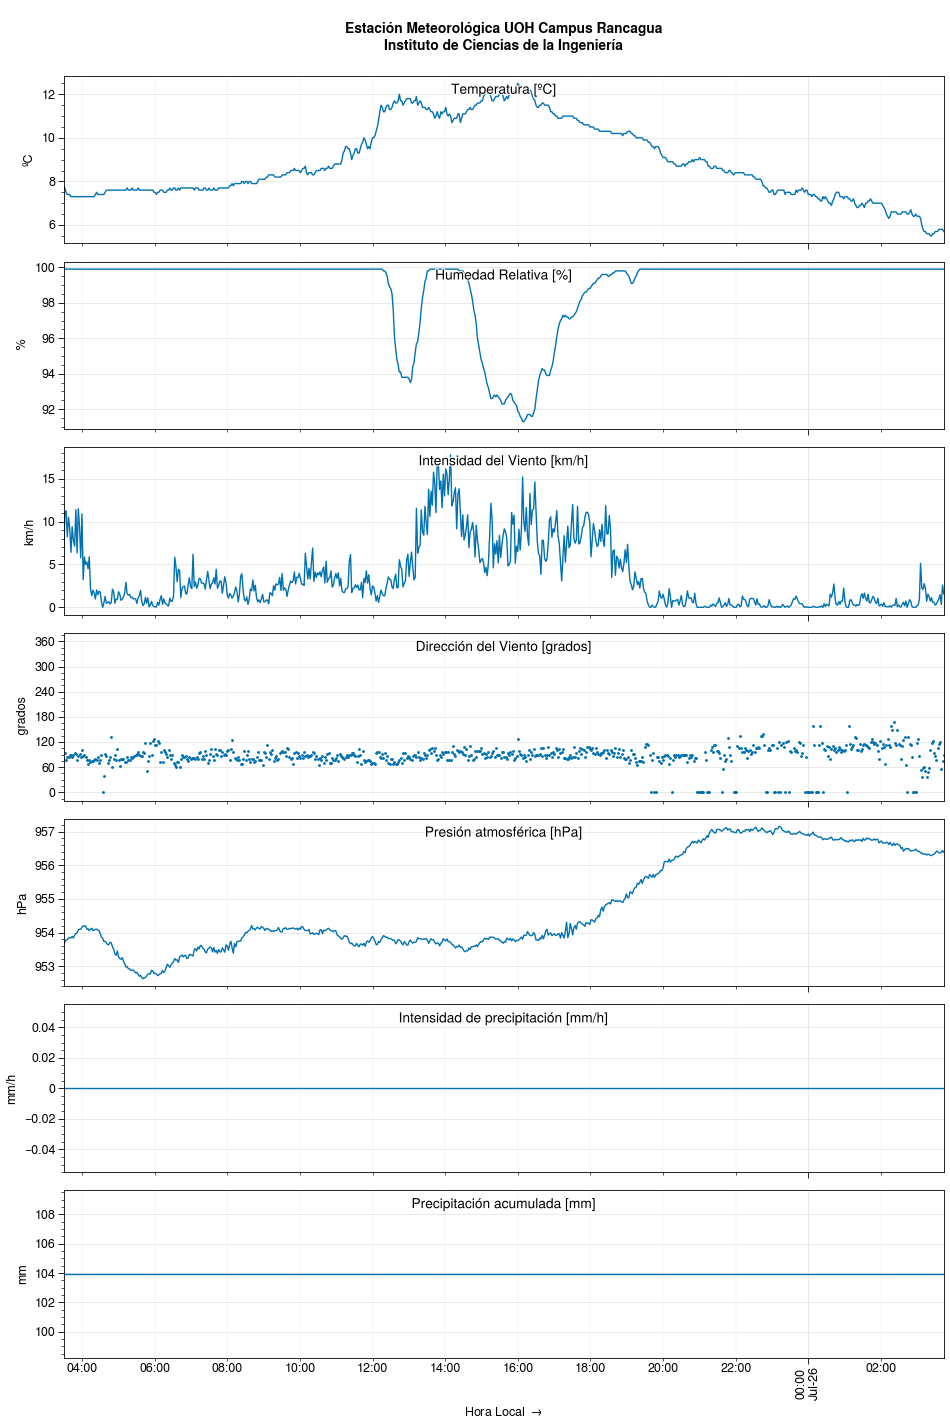 Estación Meteorológica UOH Campus Rancagua
Instituto de Ciencias de la Ingeniería
Temperatura [ºC]
12
10
8
6
ºC
Humedad Relativa [%]
100
98
96
94
92
%
Intensidad del Viento [km/h]
15
10
5
0
km/h
Dirección del Viento [grados]
360
300
240
180
120
60
0
grados
Presión atmosférica [hPa]
957
956
955
954
953
hPa
Intensidad de precipitación [mm/h]
0.04
0.02
0
−0.02
−0.04
mm/h
Precipitación acumulada [mm]
108
106
104
102
100
mm
04:00 06:00 08:00 10:00 12:00 14:00 16:00 18:00 20:00 22:00 00:00 02:00
Jul-26
Hora Local →